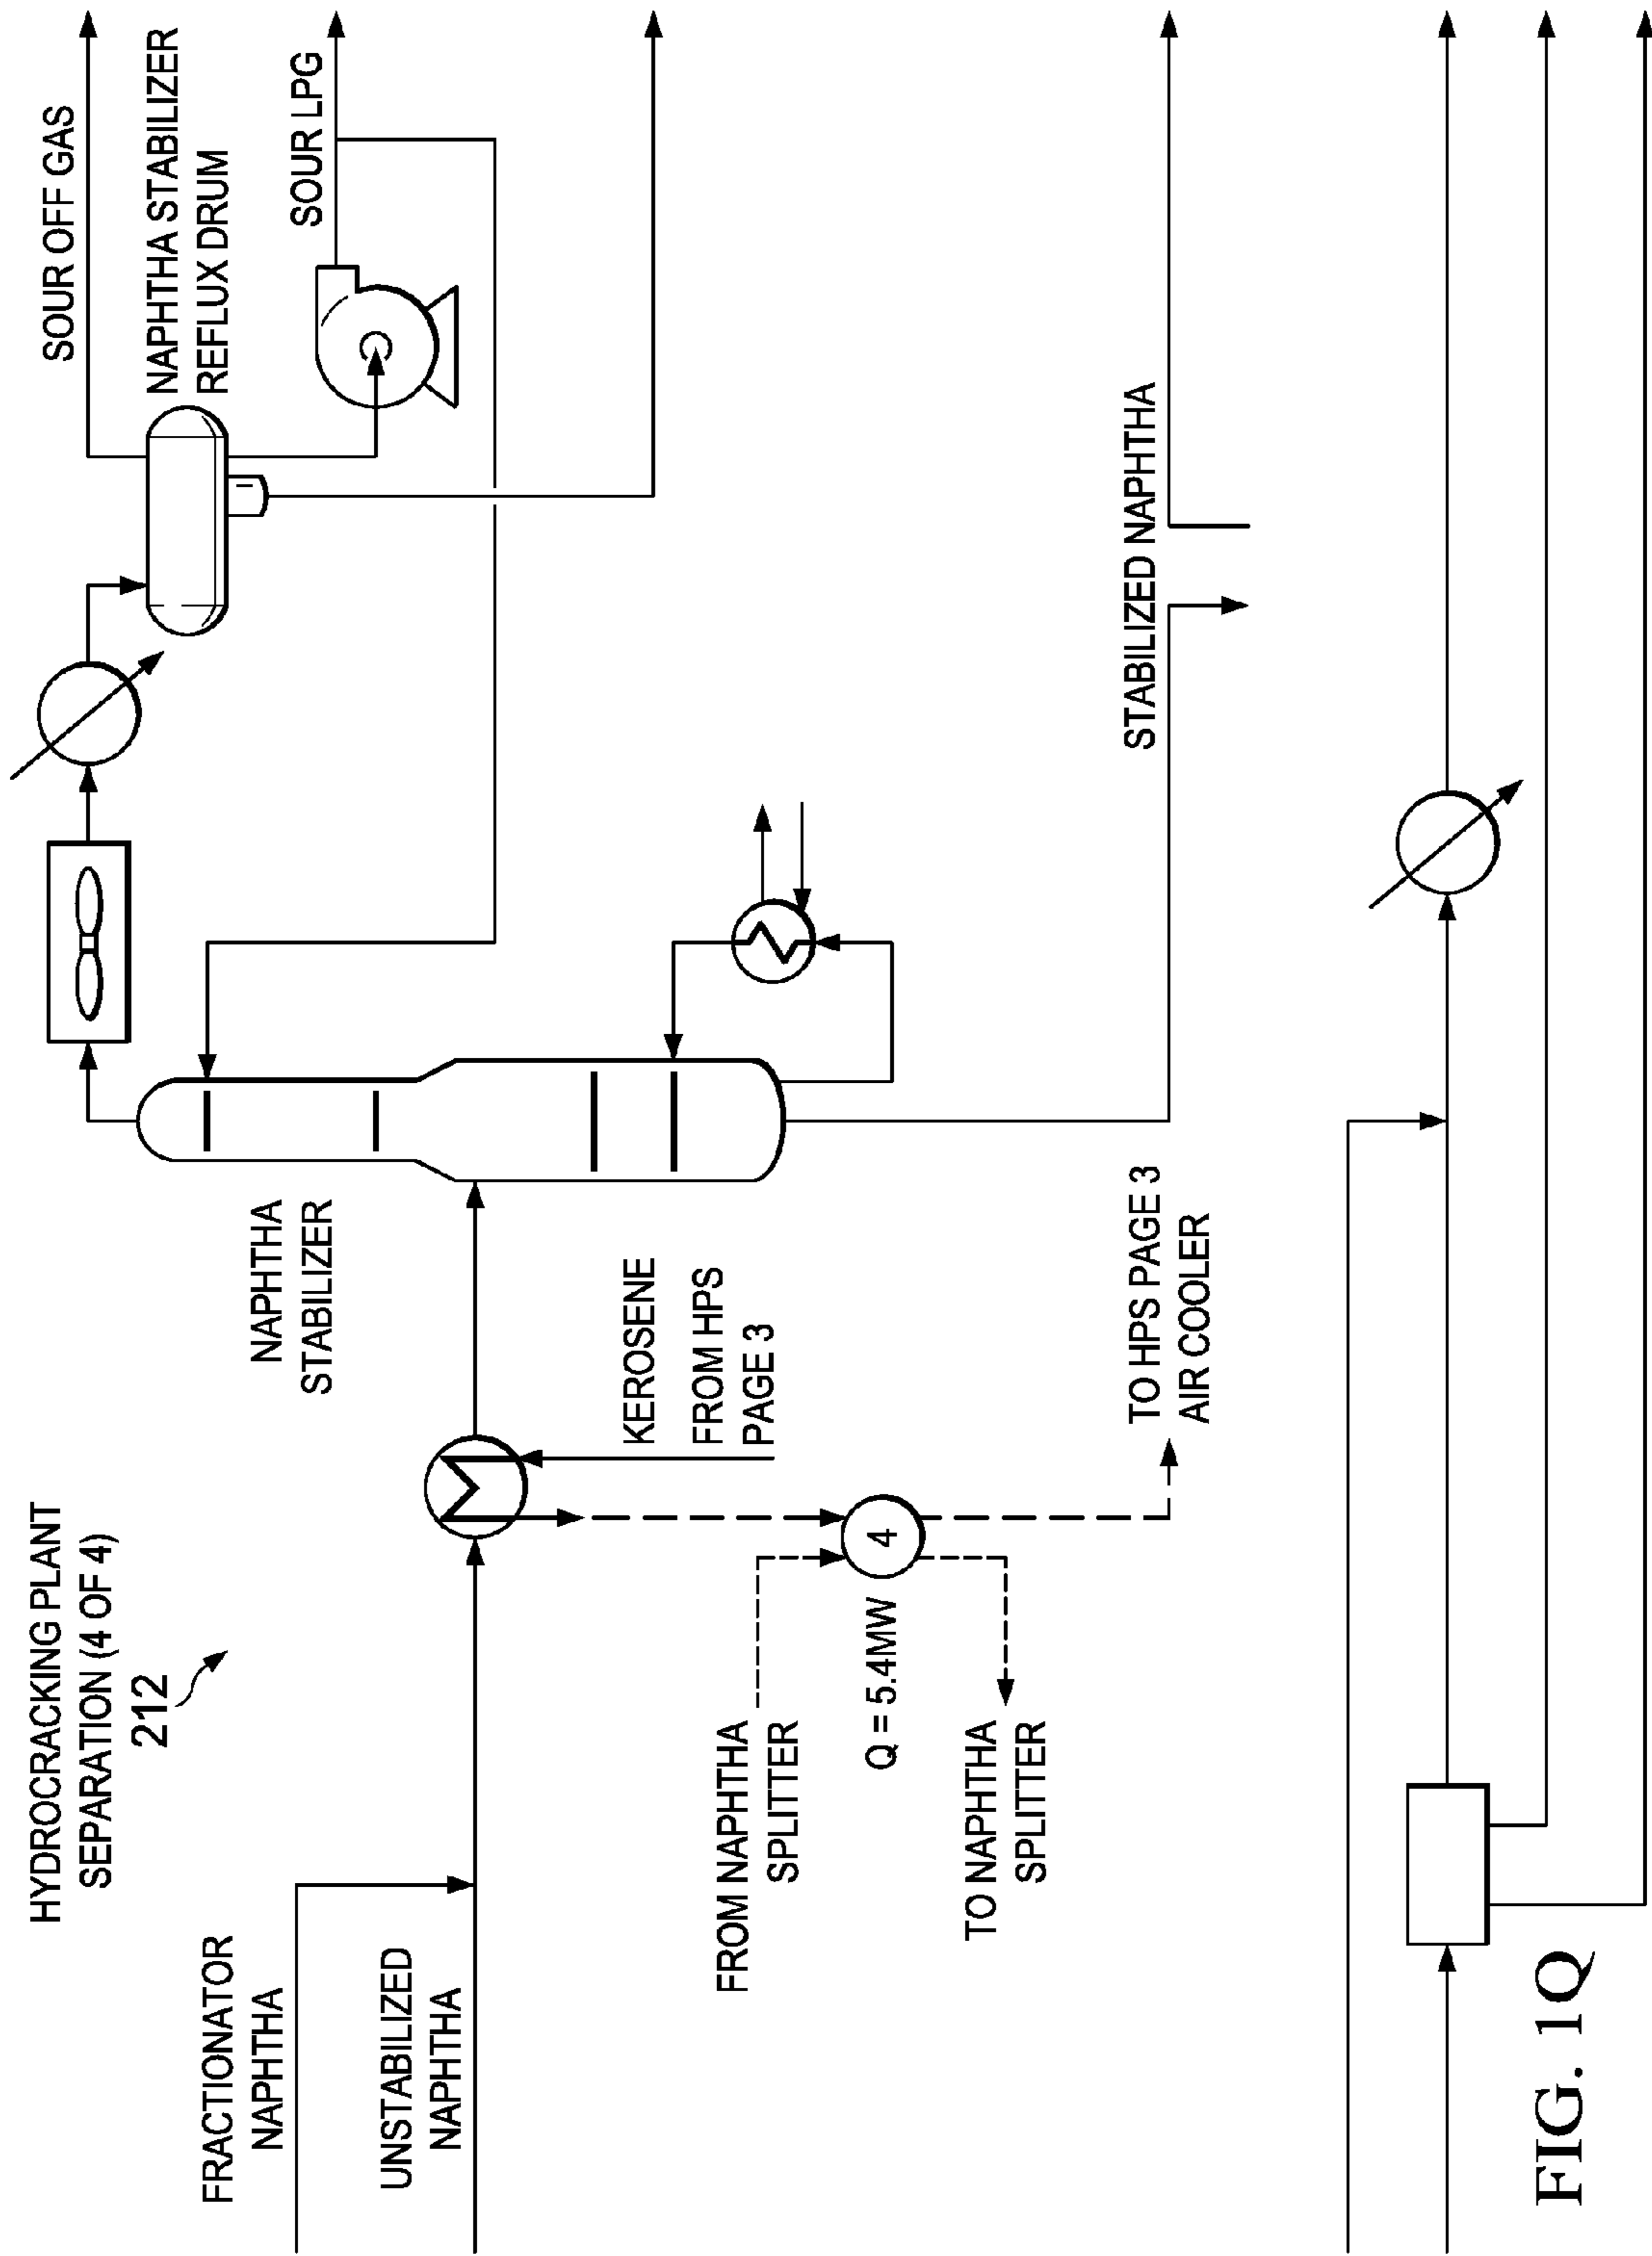 HYDROCRACKING PLANT
SEPARATION (4 OF 4)
212
FRACTIONATOR
NAPHTHA
UNSTABILIZED
NAPHTHA
NAPHTHA
STABILIZER
SOUR OFF GAS
NAPHTHA STABILIZER
REFLUX DRUM
SOUR LPG
KEROSENE
FROM HPS
PAGE 3
FROM NAPHTHA
SPLITTER
4
Q = 5.4MW
TO NAPHTHA
SPLITTER
TO HPS PAGE 3
AIR COOLER
STABILIZED NAPHTHA
FIG. 1Q